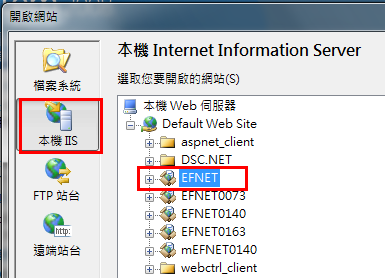 開啟網站
檔案系統
本機 IIS
FTP 站台
http:
遠端站台
本機 Internet Information Server
選取您要開啟的網站(S)
本機 Web 伺服器
Default Web Site
aspnet_client
DSC.NET
EFNET
EFNET0073
EFNET0140
EFNET0163
mEFNET0140
webctrl_client